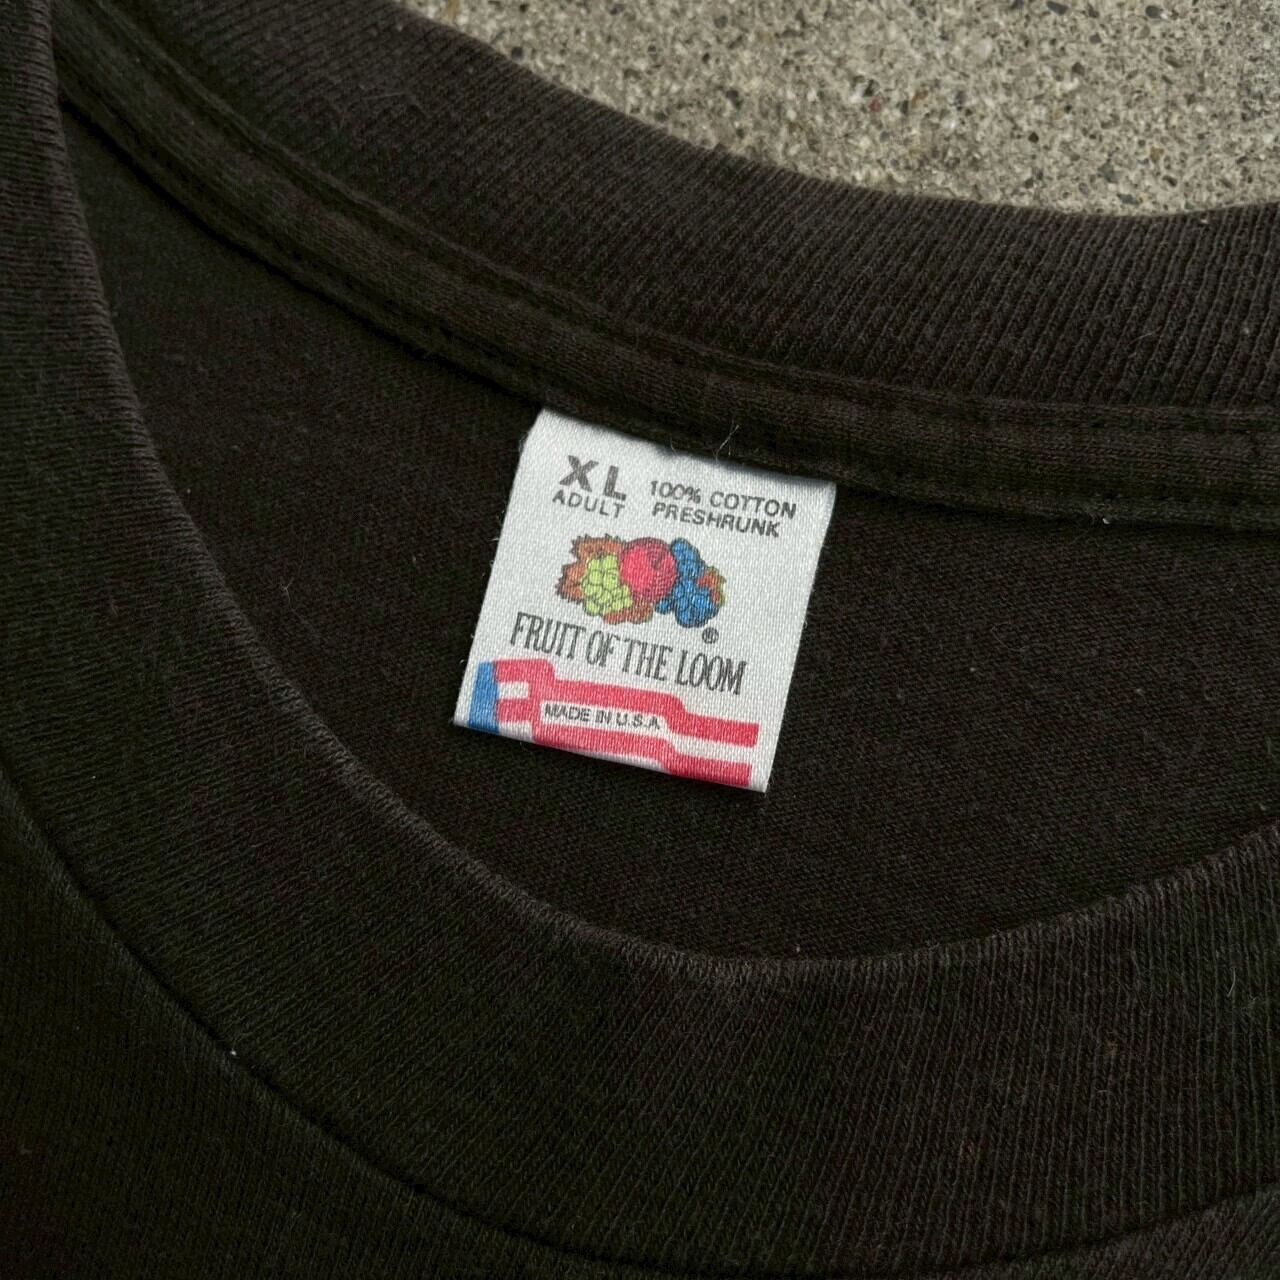 XL
ADULT
100% COTTON
PRESHRUNK
®
FRUIT OF THE LOOM
MADE IN U.S.A